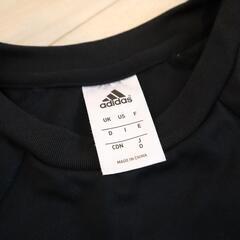 adidas
UK US F
D I E
CDN J
O
MADE IN CHINA